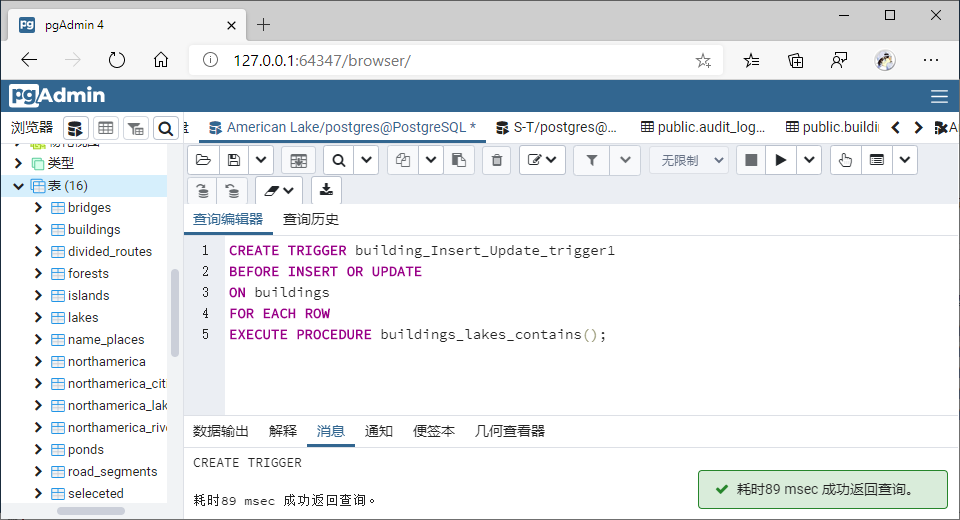 pgAdmin 4
127.0.0.1:64347/browser/
pgAdmin
浏览器
American Lake/postgres@PostgreSQL *
S-T/postgres@...
public.audit_log...
public.buildin
类型
表 (16)
bridges
buildings
divided_routes
forests
islands
lakes
name_places
northamerica
northamerica_cit
northamerica_lak
northamerica_rive
ponds
road_segments
seleceted
无限制
查询编辑器 查询历史
1 CREATE TRIGGER building_Insert_Update_trigger1
2 BEFORE INSERT OR UPDATE
3 ON buildings
4 FOR EACH ROW
5 EXECUTE PROCEDURE buildings_lakes_contains();
数据输出 解释 消息 通知 便签本 几何查看器
CREATE TRIGGER
耗时89 msec 成功返回查询。
耗时89 msec 成功返回查询。